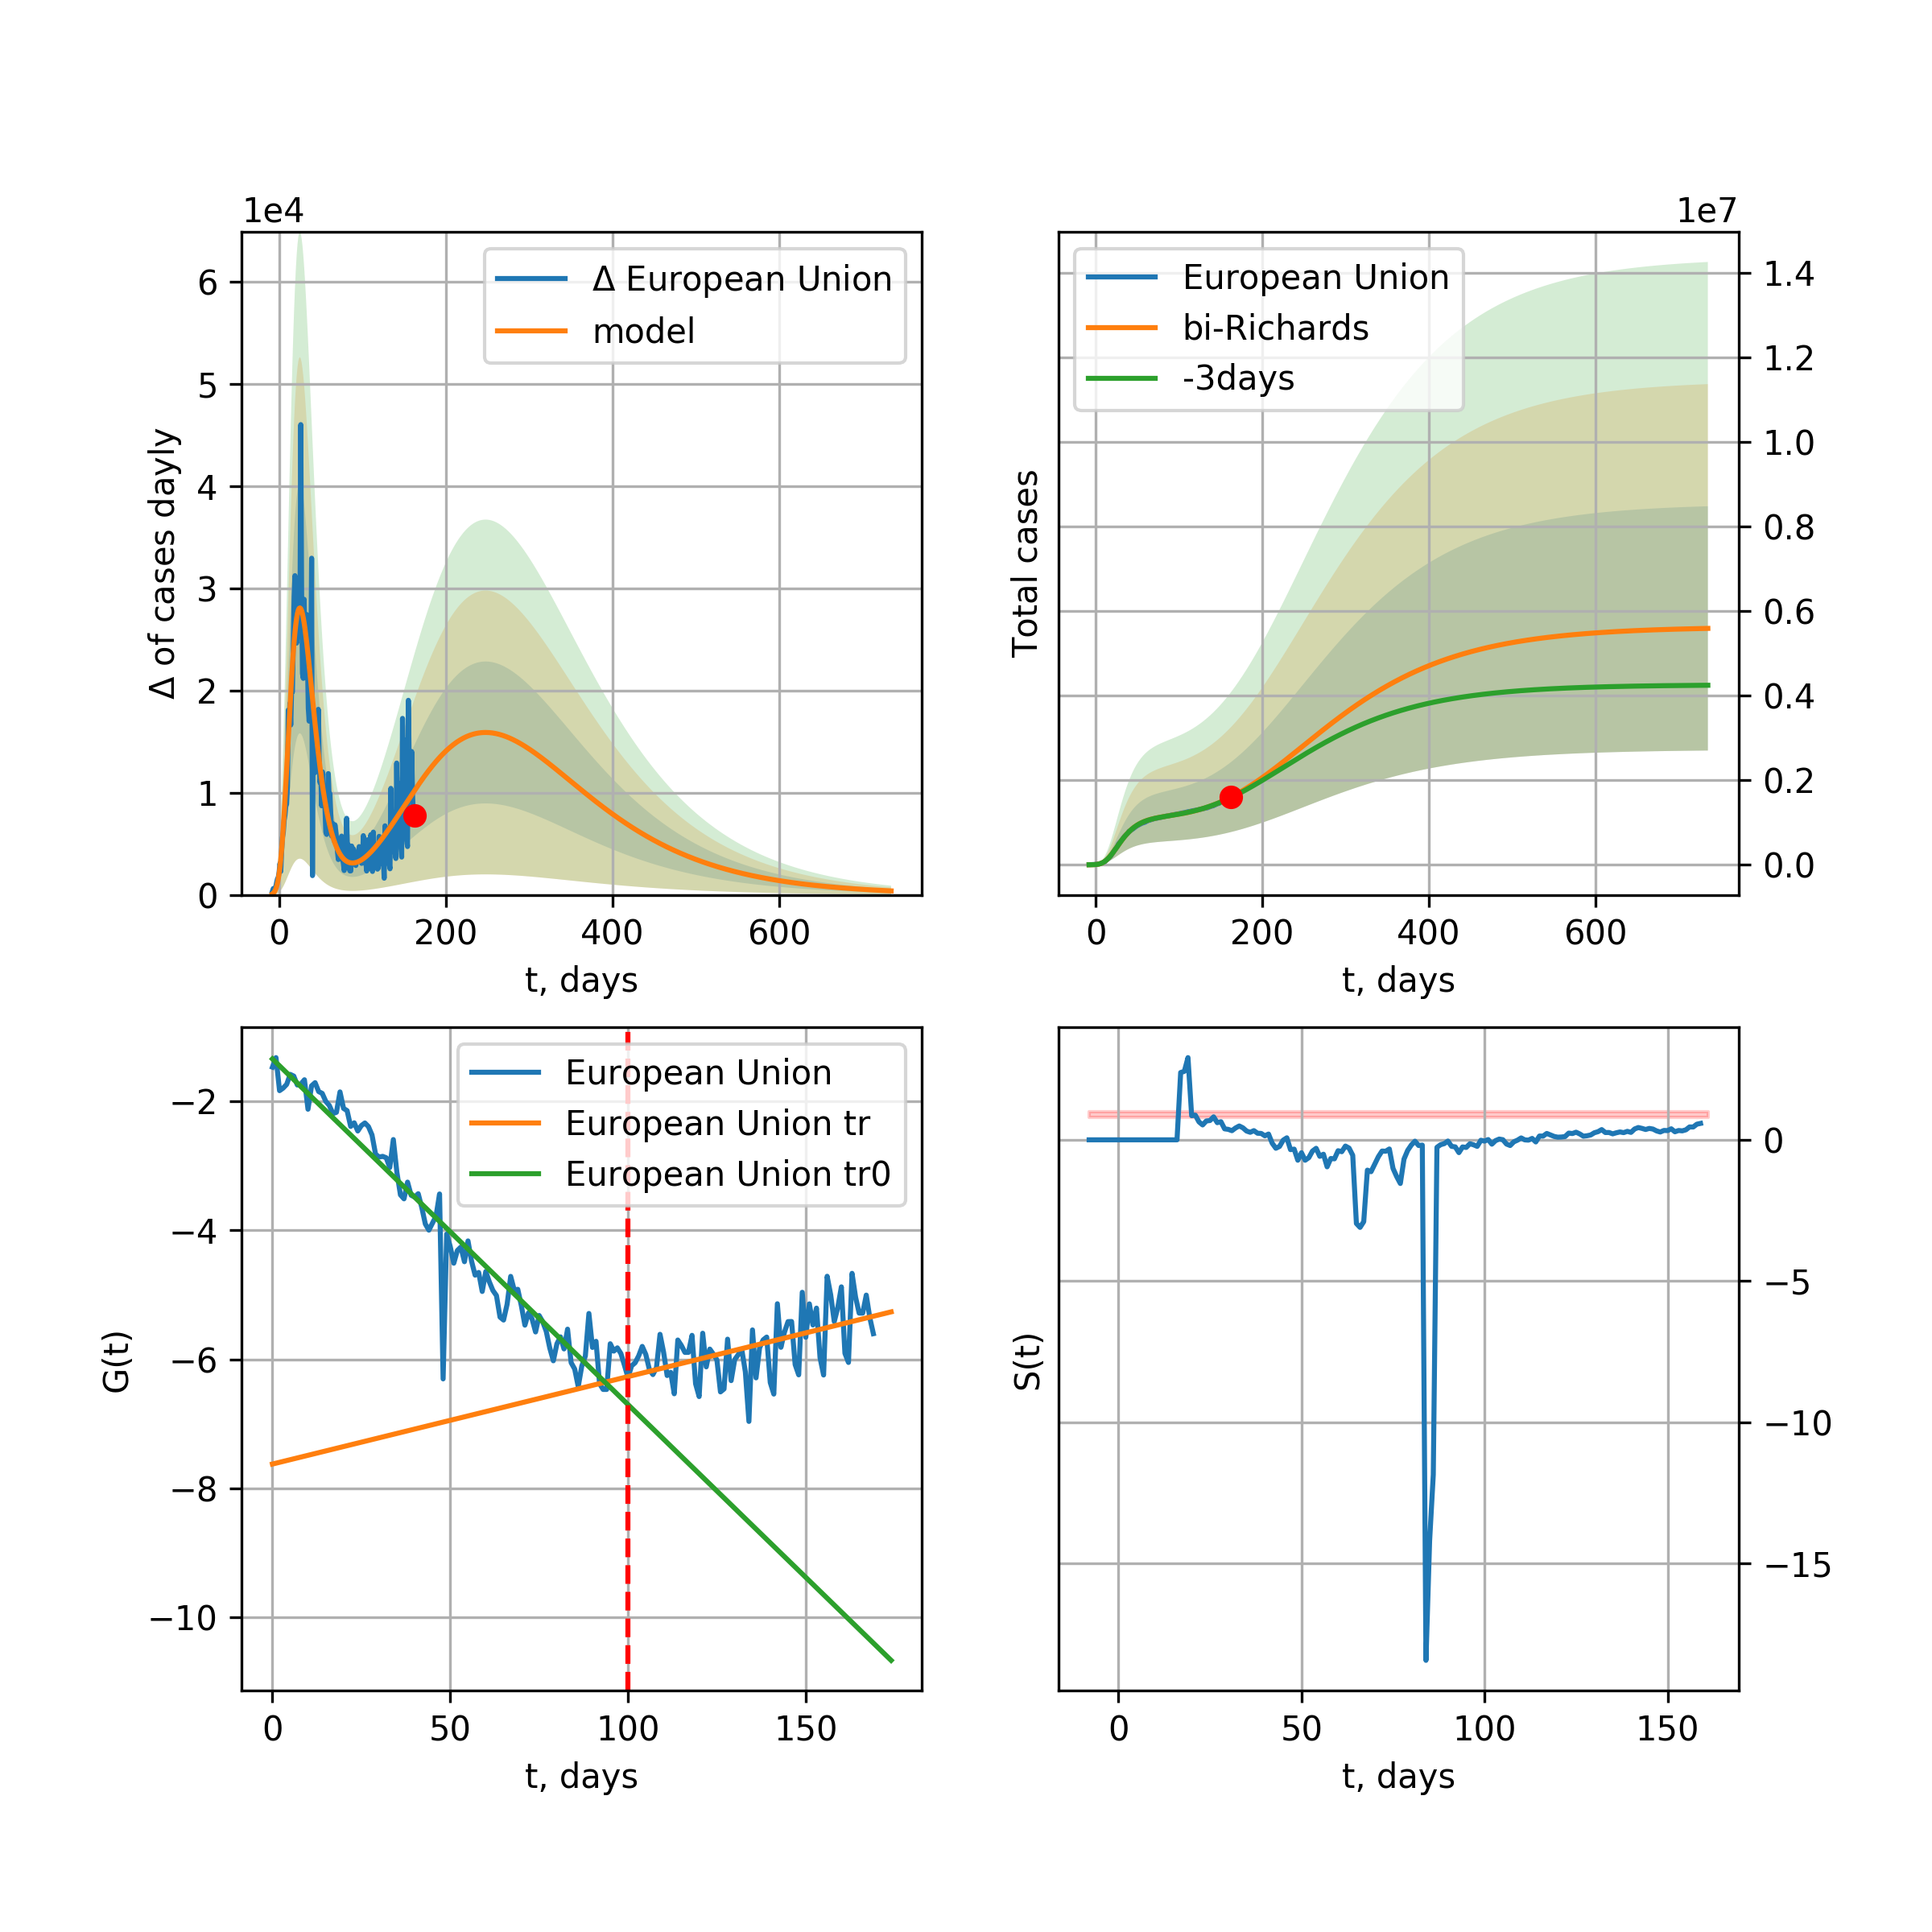 1e4
Δ of cases dayly
6
5
4
3
2
1
0
Δ European Union
model
0 200 400 600
t, days
1e7
Total cases
European Union
bi-Richards
-3days
1.4
1.2
1.0
0.8
0.6
0.4
0.2
0.0
0 200 400 600
t, days
G(t)
−2
−4
−6
−8
−10
European Union
European Union tr
European Union tr0
0 50 100 150
t, days
S(t)
0
−5
−10
−15
0 50 100 150
t, days